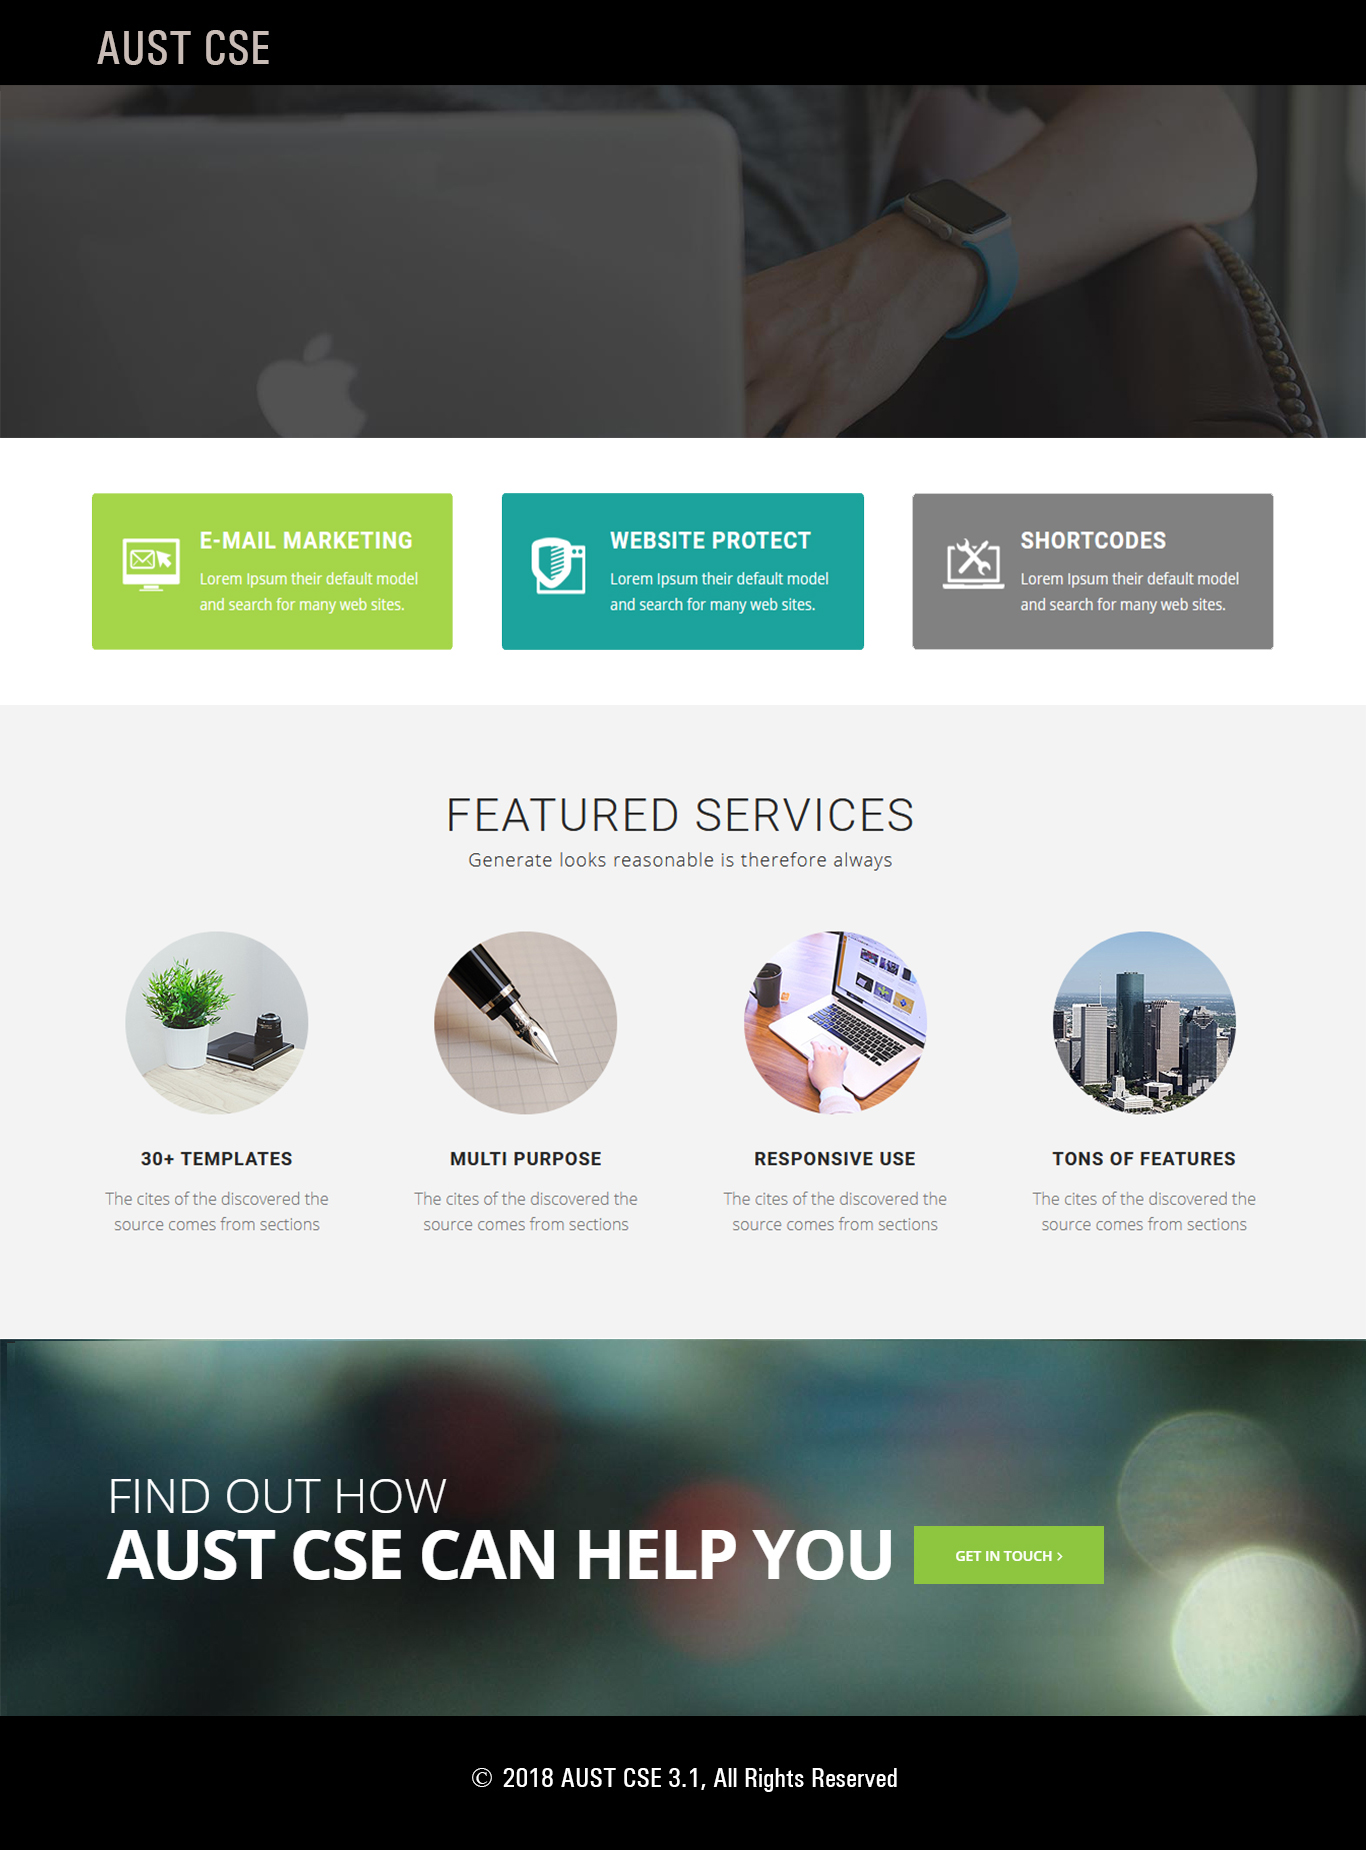 AUST CSE
E-MAIL MARKETING
Lorem Ipsum their default model
and search for many web sites.
WEBSITE PROTECT
Lorem Ipsum their default model
and search for many web sites.
SHORTCODES
Lorem Ipsum their default model
and search for many web sites.
FEATURED SERVICES
Generate looks reasonable is therefore always
30+ TEMPLATES
The cites of the discovered the
source comes from sections
MULTI PURPOSE
The cites of the discovered the
source comes from sections
RESPONSIVE USE
The cites of the discovered the
source comes from sections
TONS OF FEATURES
The cites of the discovered the
source comes from sections
FIND OUT HOW
AUST CSE CAN HELP YOU
GET IN TOUCH >
© 2018 AUST CSE 3.1, All Rights Reserved